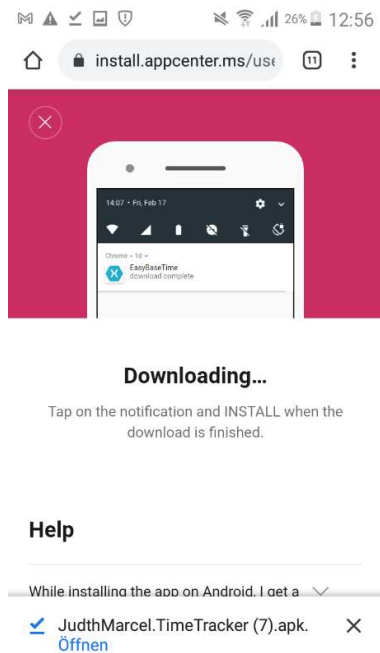 26% 12:56
install.appcenter.ms/use
11
14:07 • Fri, Feb 17
Chrome • 1d
EasyBaseTime
download complete
Downloading...
Tap on the notification and INSTALL when the
download is finished.
Help
While installing the app on Android, I get a
JudthMarcel.TimeTracker (7).apk.
Öffnen